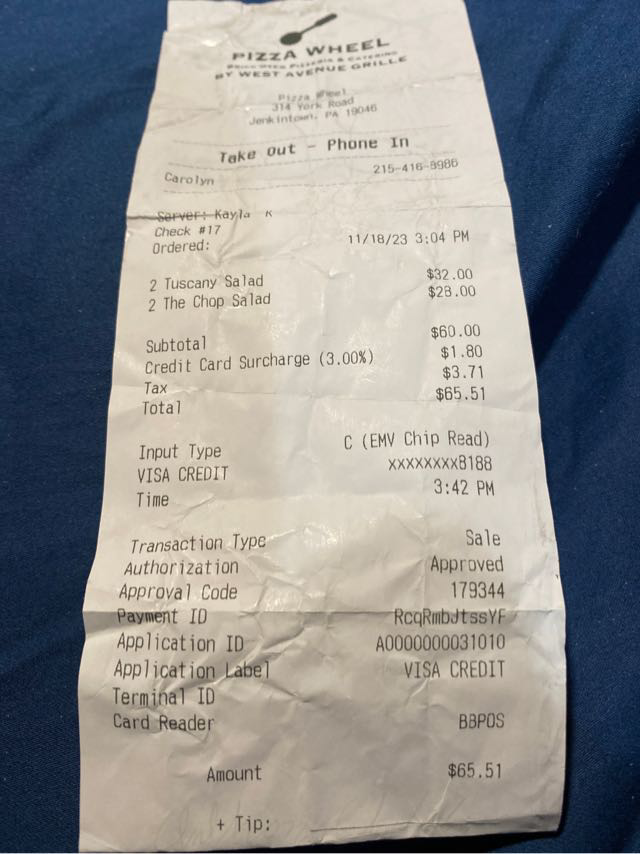 PIZZA WHEEL
BRICK OVEN PIZZERIA & CATERING
BY WEST AVENUE GRILLE
Pizza Wheel
314 York Road
Jenkintown, PA 19046
Take Out - Phone In
Carolyn 215-416-8986
Server: Kayla K
Check #17
Ordered: 11/18/23 3:04 PM
2 Tuscany Salad $32.00
2 The Chop Salad $28.00
Subtotal $60.00
Credit Card Surcharge (3.00%) $1.80
Tax $3.71
Total $65.51
Input Type C (EMV Chip Read)
VISA CREDIT xxxxxxxx8188
Time 3:42 PM
Transaction Type Sale
Authorization Approved
Approval Code 179344
Payment ID RcqRmbJtssYF
Application ID A0000000031010
Application Label VISA CREDIT
Terminal ID
Card Reader BBPOS
Amount $65.51
+ Tip: